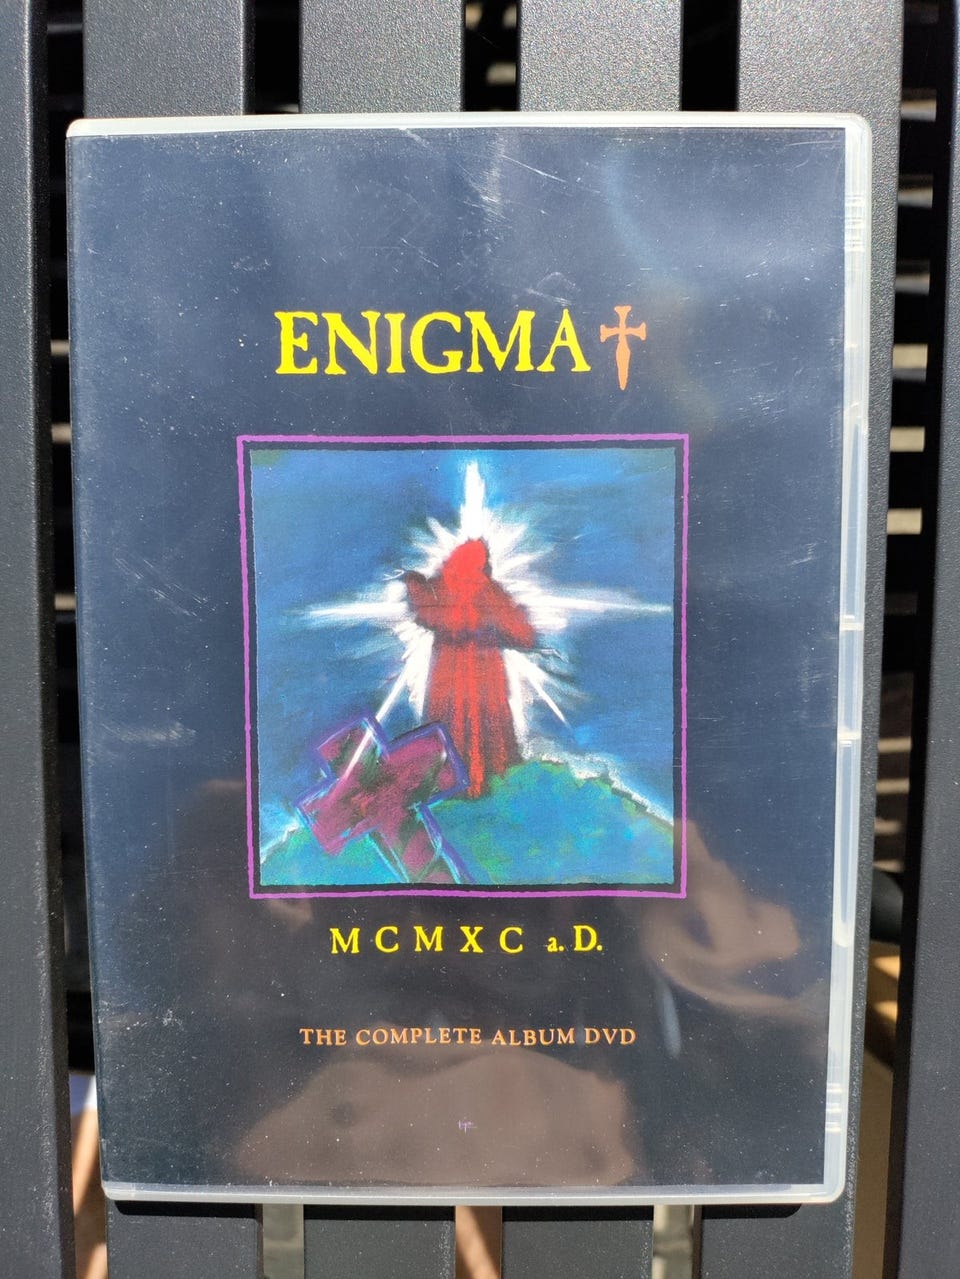 ENIGMA
MCMXC a.D.
THE COMPLETE ALBUM DVD